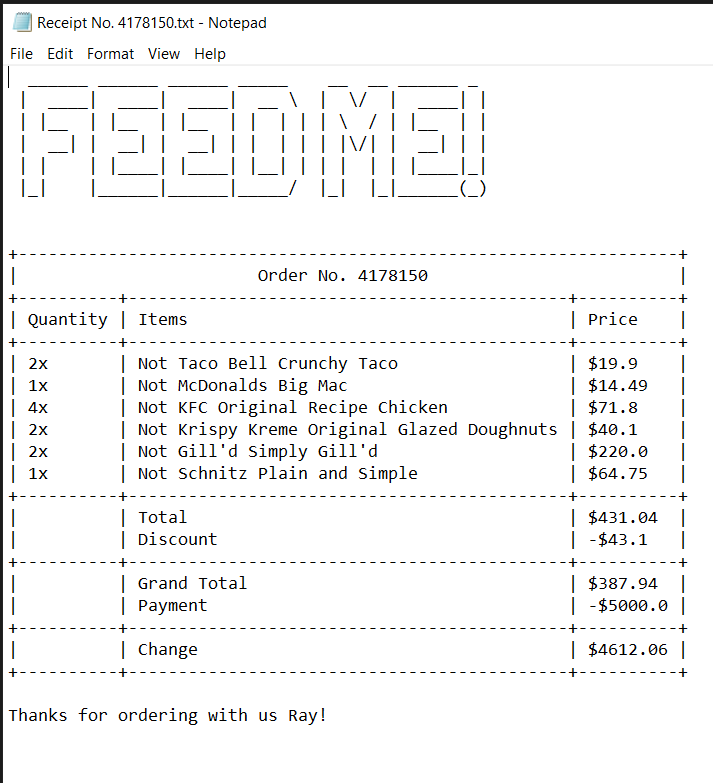 Receipt No. 4178150.txt - Notepad
File Edit Format View Help
FEED ME!
Order No. 4178150
Quantity | Items | Price
2x | Not Taco Bell Crunchy Taco | $19.9
1x | Not McDonalds Big Mac | $14.49
4x | Not KFC Original Recipe Chicken | $71.8
2x | Not Krispy Kreme Original Glazed Doughnuts | $40.1
2x | Not Gill'd Simply Gill'd | $220.0
1x | Not Schnitz Plain and Simple | $64.75
Total | $431.04
Discount | -$43.1
Grand Total | $387.94
Payment | -$5000.0
Change | $4612.06
Thanks for ordering with us Ray!